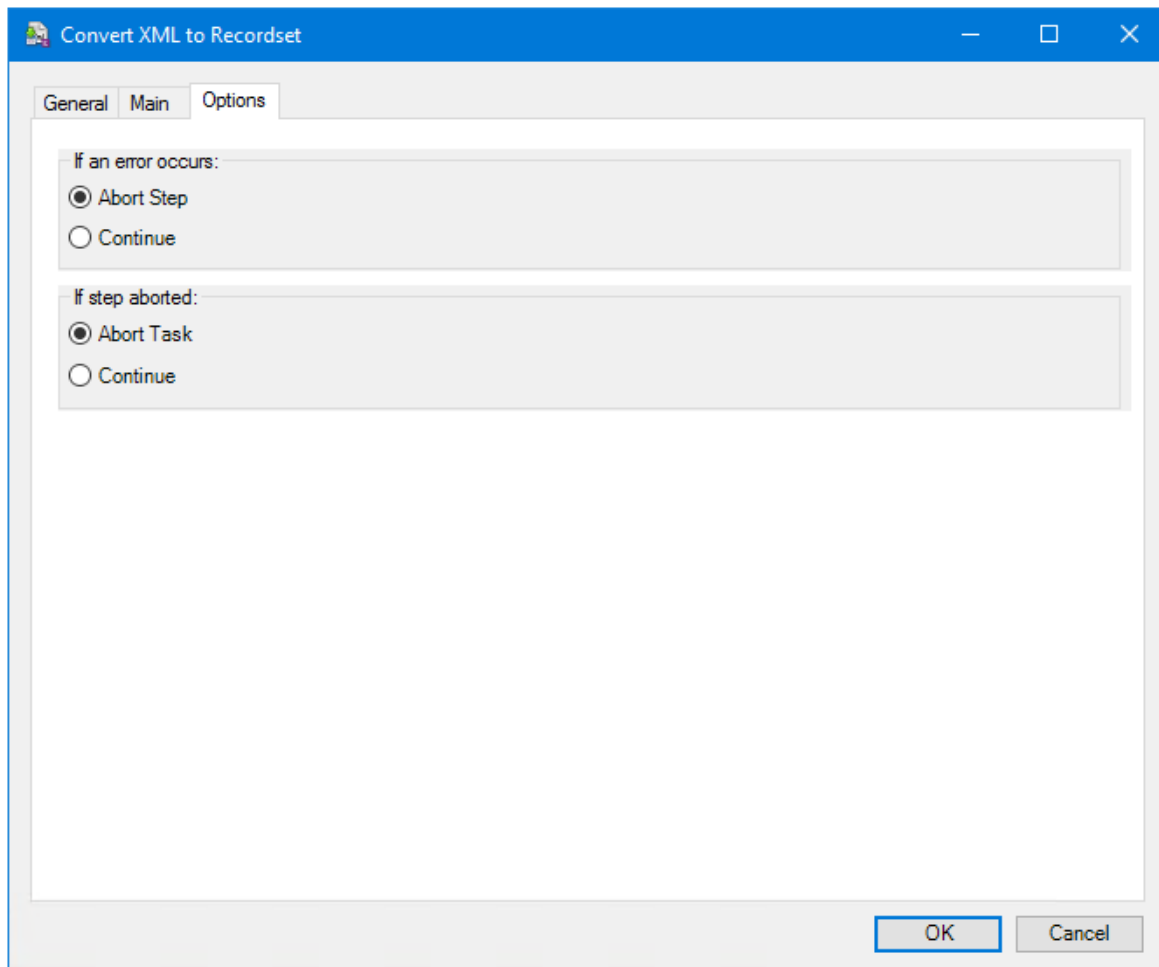 Convert XML to Recordset
General Main Options
If an error occurs:
Abort Step
Continue
If step aborted:
Abort Task
Continue
OK Cancel